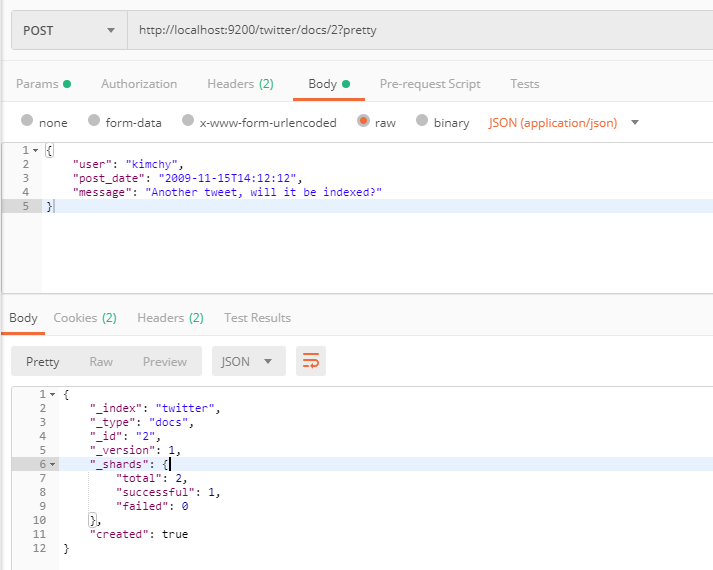 POST http://localhost:9200/twitter/docs/2?pretty
Params Authorization Headers (2) Body Pre-request Script Tests
none form-data x-www-form-urlencoded raw binary JSON (application/json)
1 {
2 "user": "kimchy",
3 "post_date": "2009-11-15T14:12:12",
4 "message": "Another tweet, will it be indexed?"
5 }
Body Cookies (2) Headers (2) Test Results
Pretty Raw Preview JSON
1 {
2 "_index": "twitter",
3 "_type": "docs",
4 "_id": "2",
5 "_version": 1,
6 "_shards": {
7 "total": 2,
8 "successful": 1,
9 "failed": 0
10 },
11 "created": true
12 }